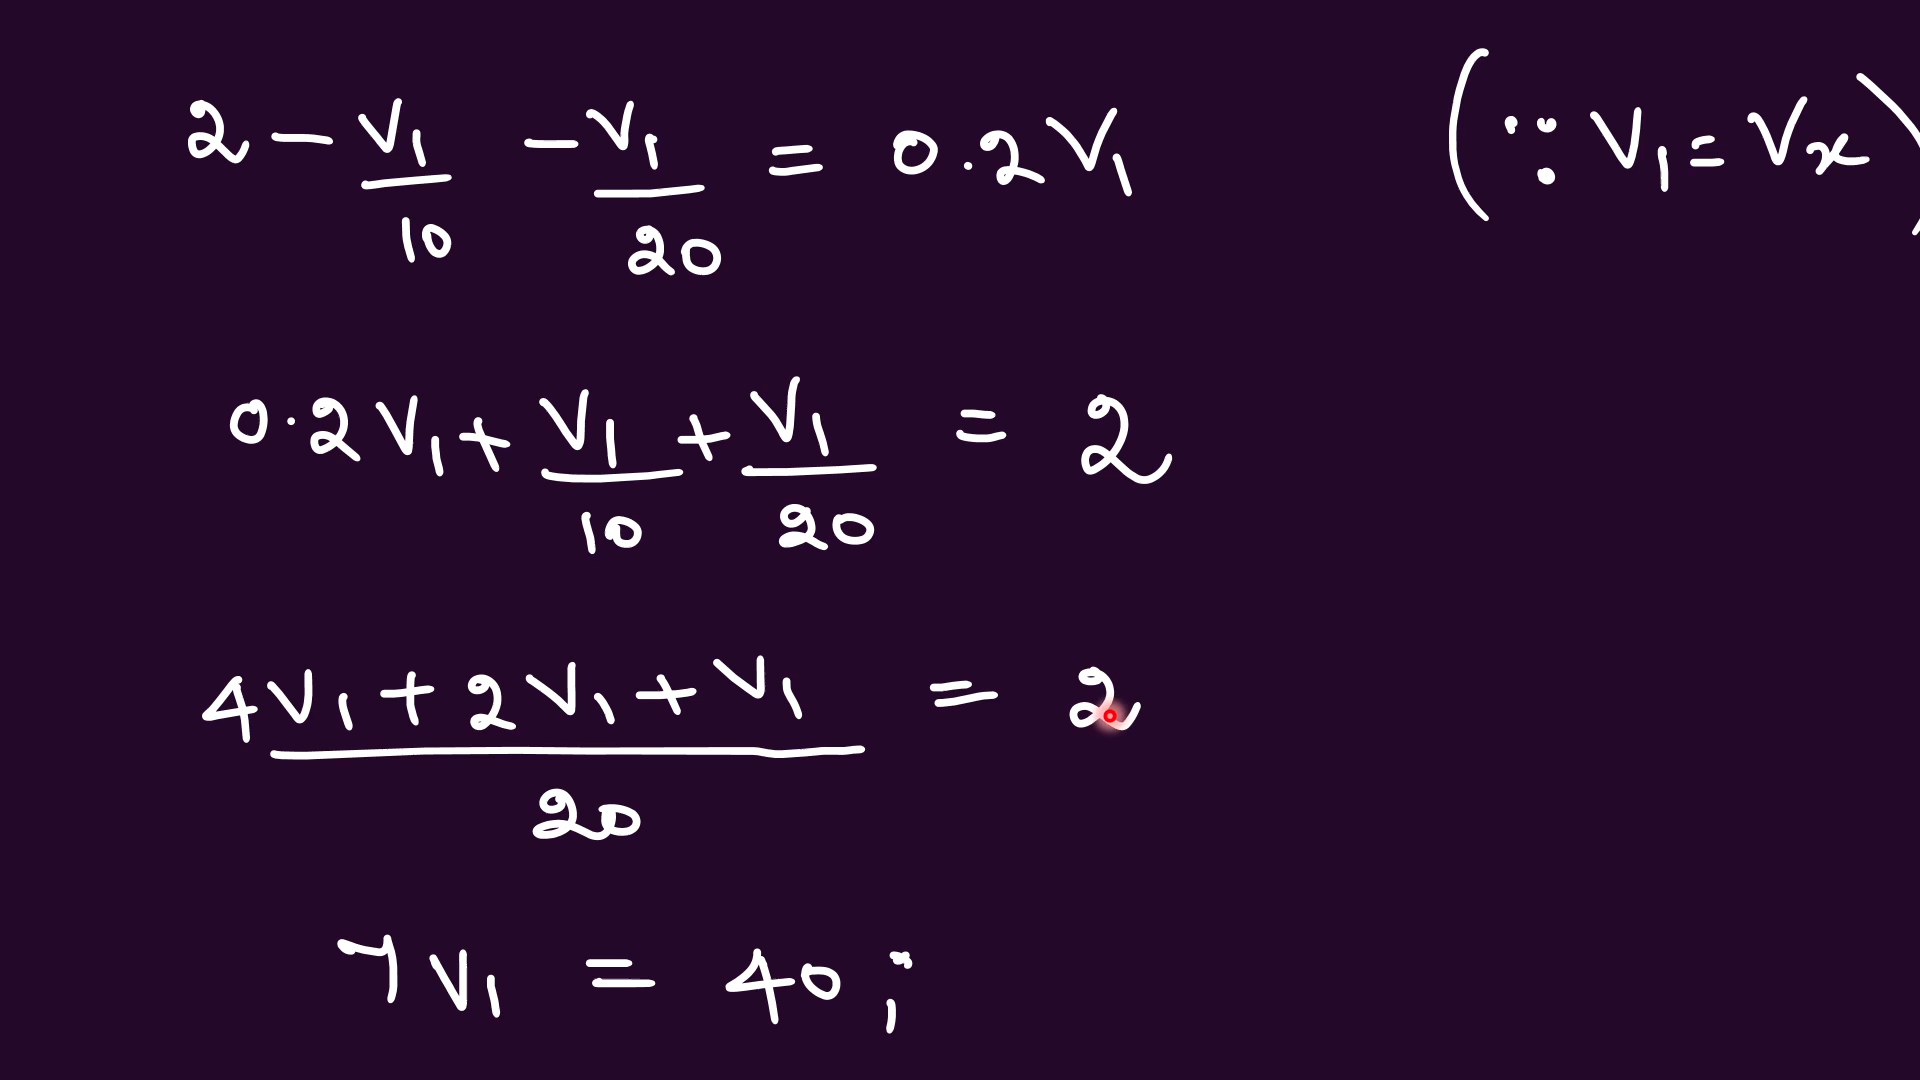 2 - V₁/10 - V₁/20 = 0.2V₁ (∵ V₁ = Vₓ)
0.2V₁ + V₁/10 + V₁/20 = 2
(4V₁ + 2V₁ + V₁)/20 = 2
7V₁ = 40 ;